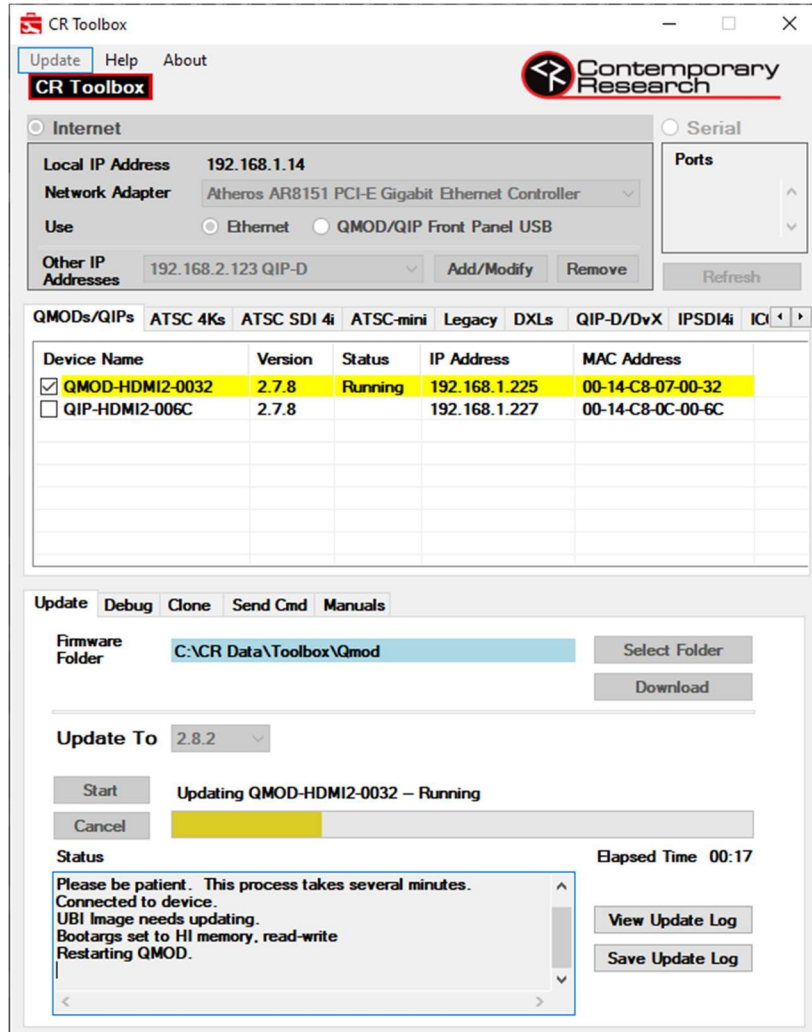 CR Toolbox
Update Help About
CR Toolbox
Contemporary
Research
Internet
Serial
Local IP Address 192.168.1.14
Ports
Network Adapter Atheros AR8151 PCI-E Gigabit Ethernet Controller
Use Ethernet QMOD/QIP Front Panel USB
Other IP
Addresses 192.168.2.123 QIP-D Add/Modify Remove
Refresh
QMODs/QIPs ATSC 4Ks ATSC SDI 4i ATSC-mini Legacy DXLs QIP-D/DvX IPSDI4i
Device Name Version Status IP Address MAC Address
QMOD-HDMI2-0032 2.7.8 Running 192.168.1.225 00-14-C8-07-00-32
QIP-HDMI2-006C 2.7.8 192.168.1.227 00-14-C8-0C-00-6C
Update Debug Clone Send Cmd Manuals
Firmware
Folder C:\CR Data\Toolbox\Qmod Select Folder
Download
Update To 2.8.2
Start Updating QMOD-HDMI2-0032 – Running
Cancel
Status Elapsed Time 00:17
Please be patient. This process takes several minutes.
Connected to device.
UBI Image needs updating.
Bootargs set to HI memory, read-write
Restarting QMOD.
View Update Log
Save Update Log